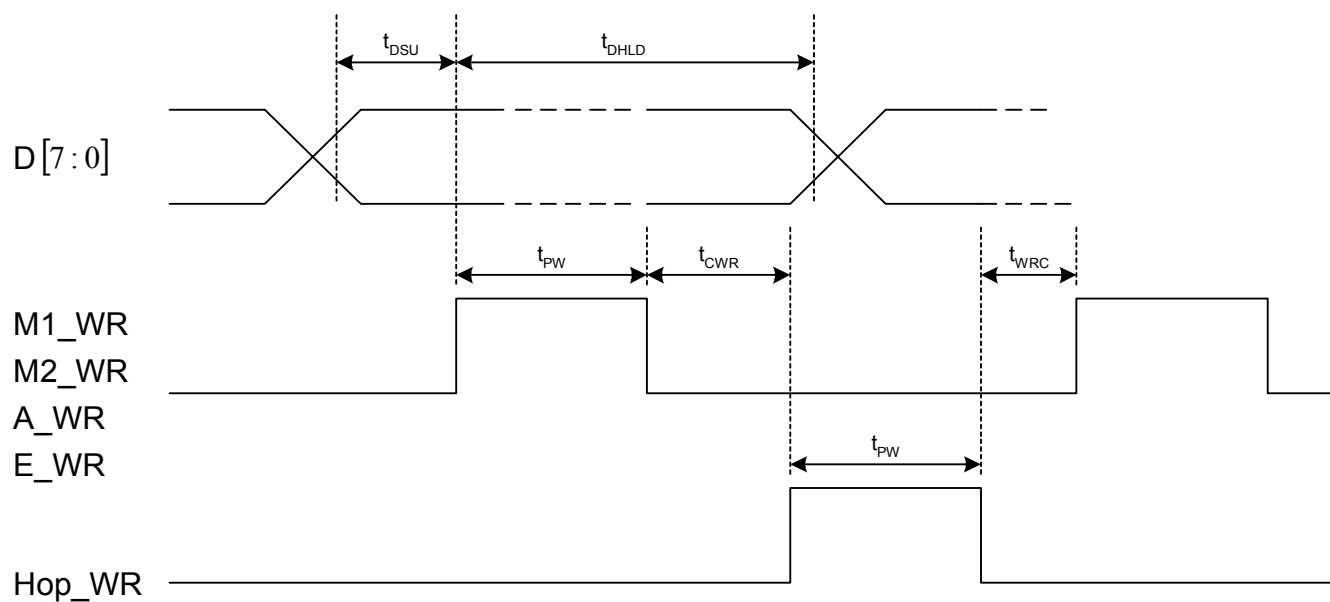 tDSU
tDHLD
D[7:0]
tPW
tCWR
tWRC
M1_WR
M2_WR
A_WR
E_WR
tPW
Hop_WR